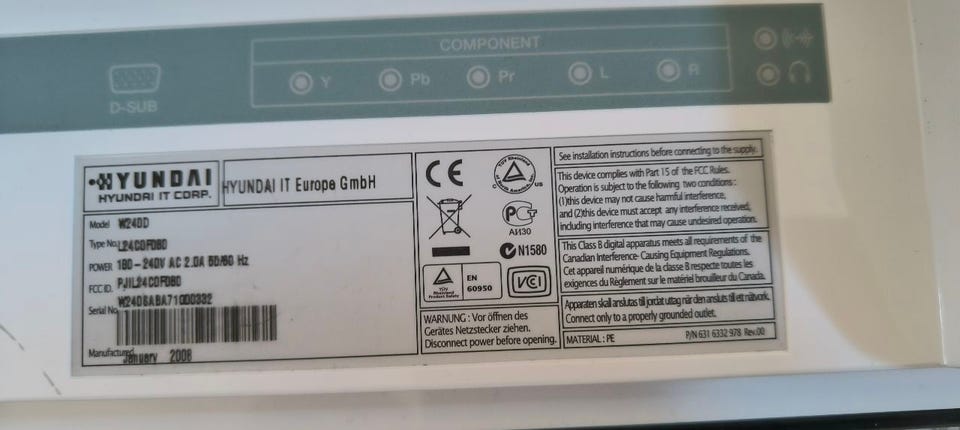 COMPONENT
D-SUB
Y
Pb
Pr
L
R
HYUNDAI
HYUNDAI IT CORP.
HYUNDAI IT Europe GmbH
Model W240D
Type No.
POWER 180-240V AC 2.0A 50/60 Hz
FCC ID.
Serial No.
Manufactured January 2008
CE
TÜV Rheinland
of North America, Inc.
C US
АИ30
N1580
TÜV
Rheinland
Product Safety
EN
60950
VCI
WARNUNG : Vor öffnen des
Gerätes Netzstecker ziehen.
Disconnect power before opening.
See installation instructions before connecting to the supply.
This device complies with Part 15 of the FCC Rules.
Operation is subject to the following two conditions :
(1)this device may not cause harmful interference,
and (2)this device must accept any interference received,
including interference that may cause undesired operation.
This Class B digital apparatus meets all requirements of the
Canadian Interference- Causing Equipment Regulations.
Cet appareil numérique de la classe B respecte toutes les
exigences du Règlement sur le matériel brouilleur du Canada.
Apparaten skall anslutas till jordat uttag når den ansluts till ett nätverk.
Connect only to a properly grounded outlet.
MATERIAL : PE
P/N 631 6332 978 Rev.00